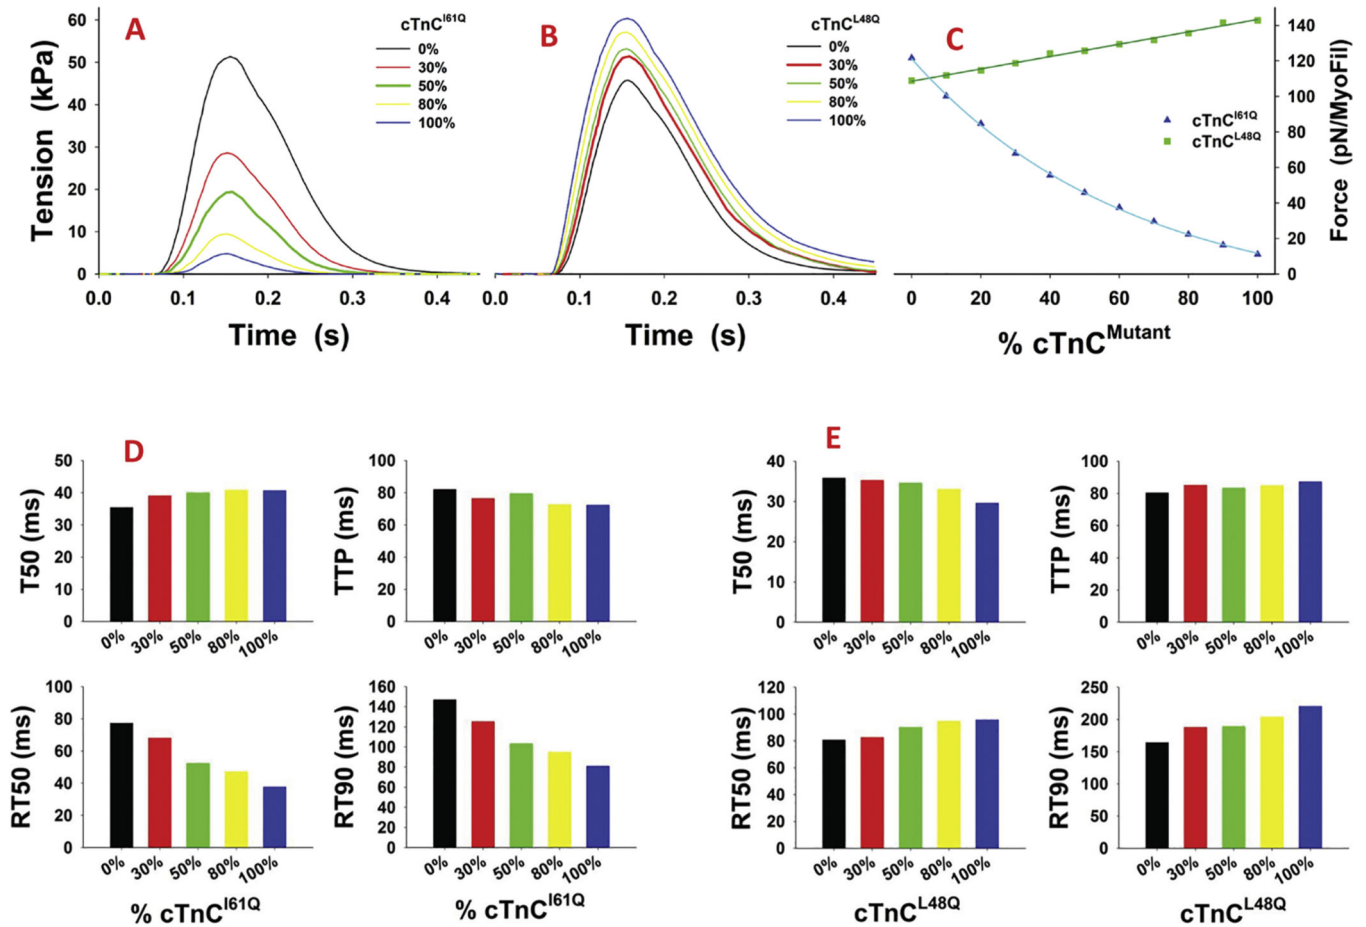 A
cTnC^I61Q
0%
30%
50%
80%
100%
Tension (kPa)
60
50
40
30
20
10
0
0.0 0.1 0.2 0.3 0.4
Time (s)
B
cTnC^L48Q
0%
30%
50%
80%
100%
0.0 0.1 0.2 0.3 0.4
Time (s)
C
cTnC^I61Q
cTnC^L48Q
140
120
100
80
60
40
20
0
Force (pN/MyoFil)
0 20 40 60 80 100
% cTnC^Mutant
D
T50 (ms)
50
40
30
20
10
0
0% 30% 50% 80% 100%
TTP (ms)
100
80
60
40
20
0
0% 30% 50% 80% 100%
RT50 (ms)
100
80
60
40
20
0
0% 30% 50% 80% 100%
% cTnC^I61Q
RT90 (ms)
160
140
120
100
80
60
40
20
0
0% 30% 50% 80% 100%
% cTnC^I61Q
E
T50 (ms)
40
30
20
10
0
0% 30% 50% 80% 100%
TTP (ms)
100
80
60
40
20
0
0% 30% 50% 80% 100%
RT50 (ms)
120
100
80
60
40
20
0
0% 30% 50% 80% 100%
cTnC^L48Q
RT90 (ms)
250
200
150
100
50
0
0% 30% 50% 80% 100%
cTnC^L48Q